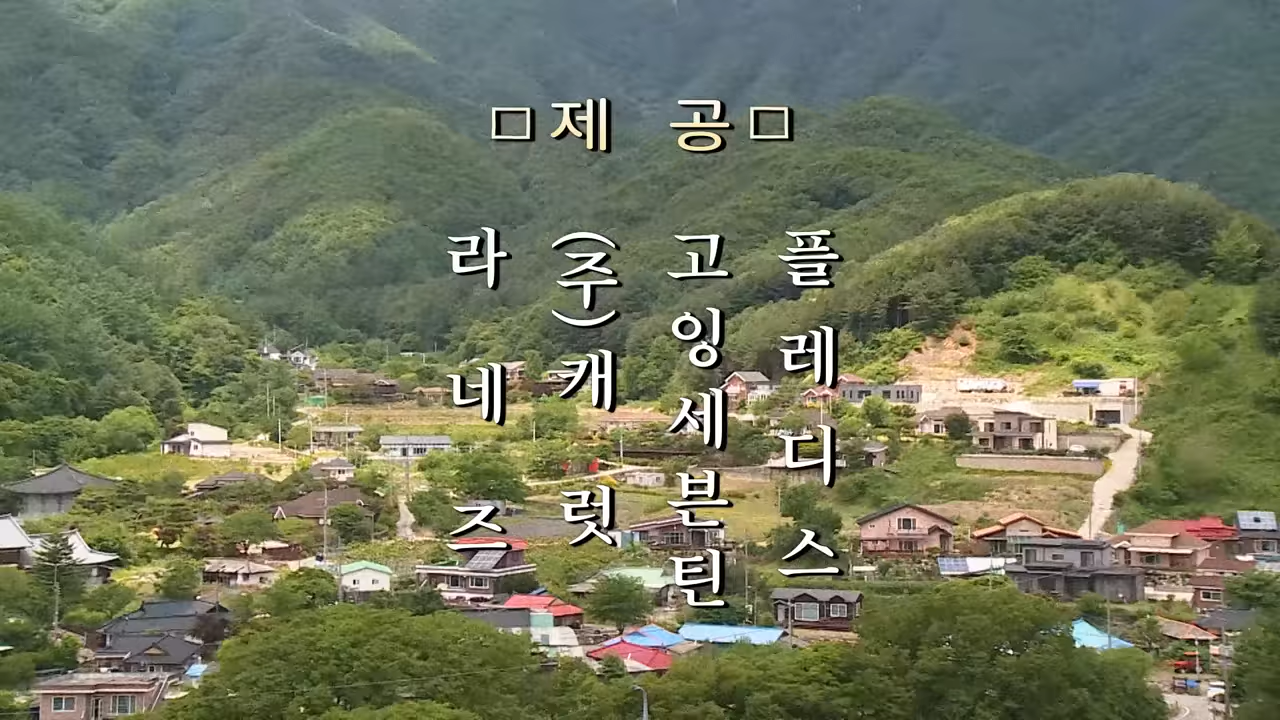 □제 공□
라네즈
(주)캐럿
고잉세븐틴
플레디스